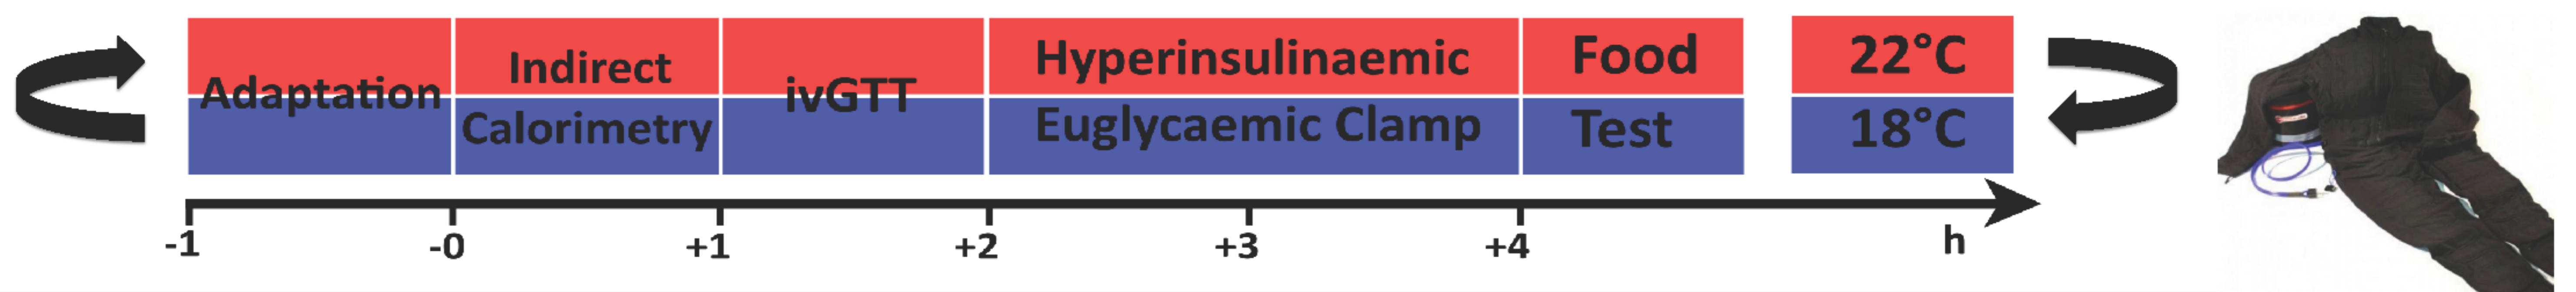 Adaptation
Indirect
Calorimetry
ivGTT
Hyperinsulinaemic
Euglycaemic Clamp
Food
Test
22°C
18°C
-1 -0 +1 +2 +3 +4 h